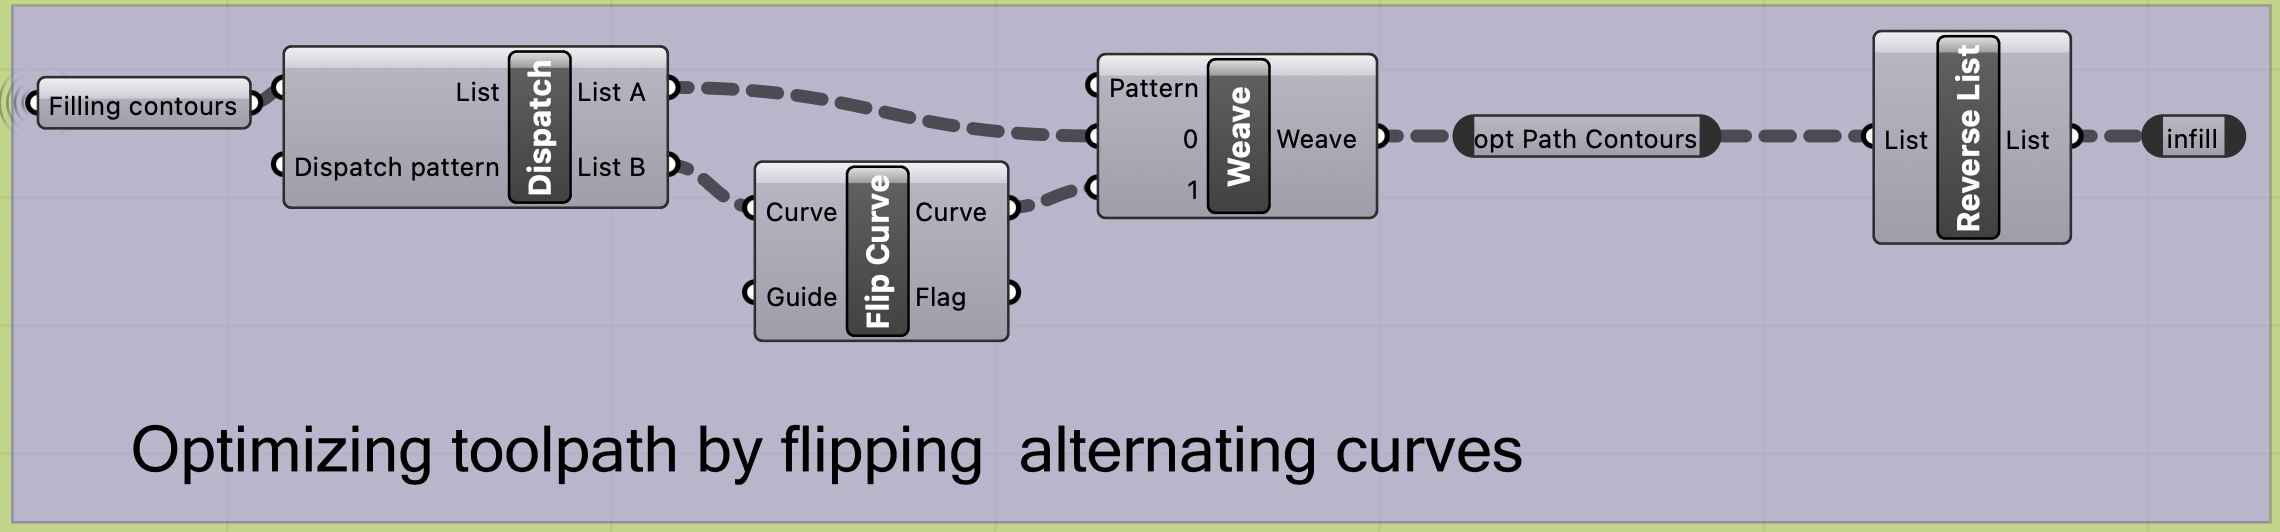 Filling contours
List
Dispatch pattern
Dispatch
List A
List B
Curve
Guide
Flip Curve
Curve
Flag
Pattern
0
1
Weave
Weave
opt Path Contours
List
Reverse List
List
infill
Optimizing toolpath by flipping  alternating curves